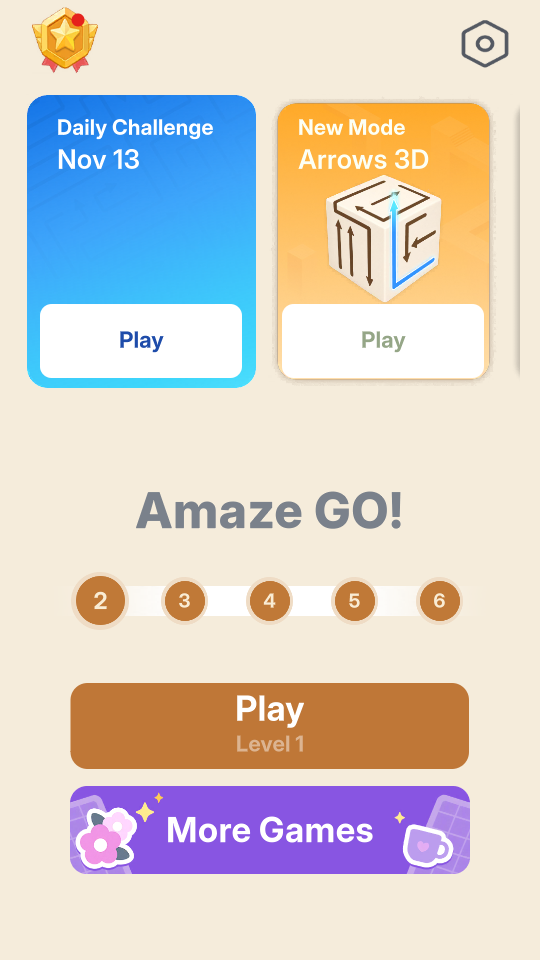 Daily Challenge
Nov 13
Play
New Mode
Arrows 3D
Play
Amaze GO!
2 3 4 5 6
Play
Level 1
More Games